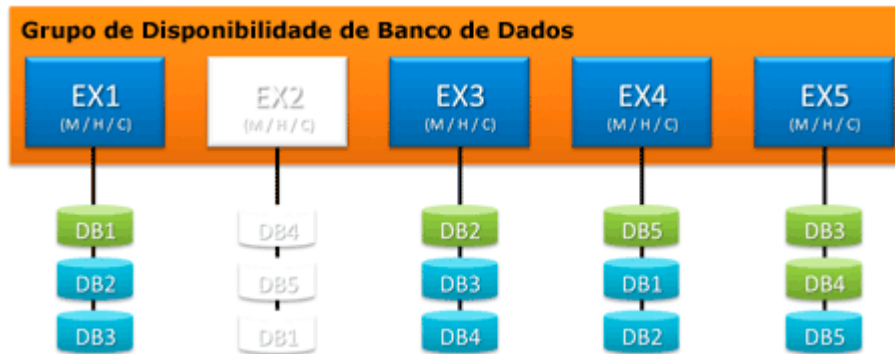 Grupo de Disponibilidade de Banco de Dados
EX1 EX2 EX3 EX4 EX5
(M / H / C) (M / H / C) (M / H / C) (M / H / C) (M / H / C)
DB1 DB4 DB2 DB5 DB3
DB2 DB5 DB3 DB1 DB4
DB3 DB1 DB4 DB2 DB5